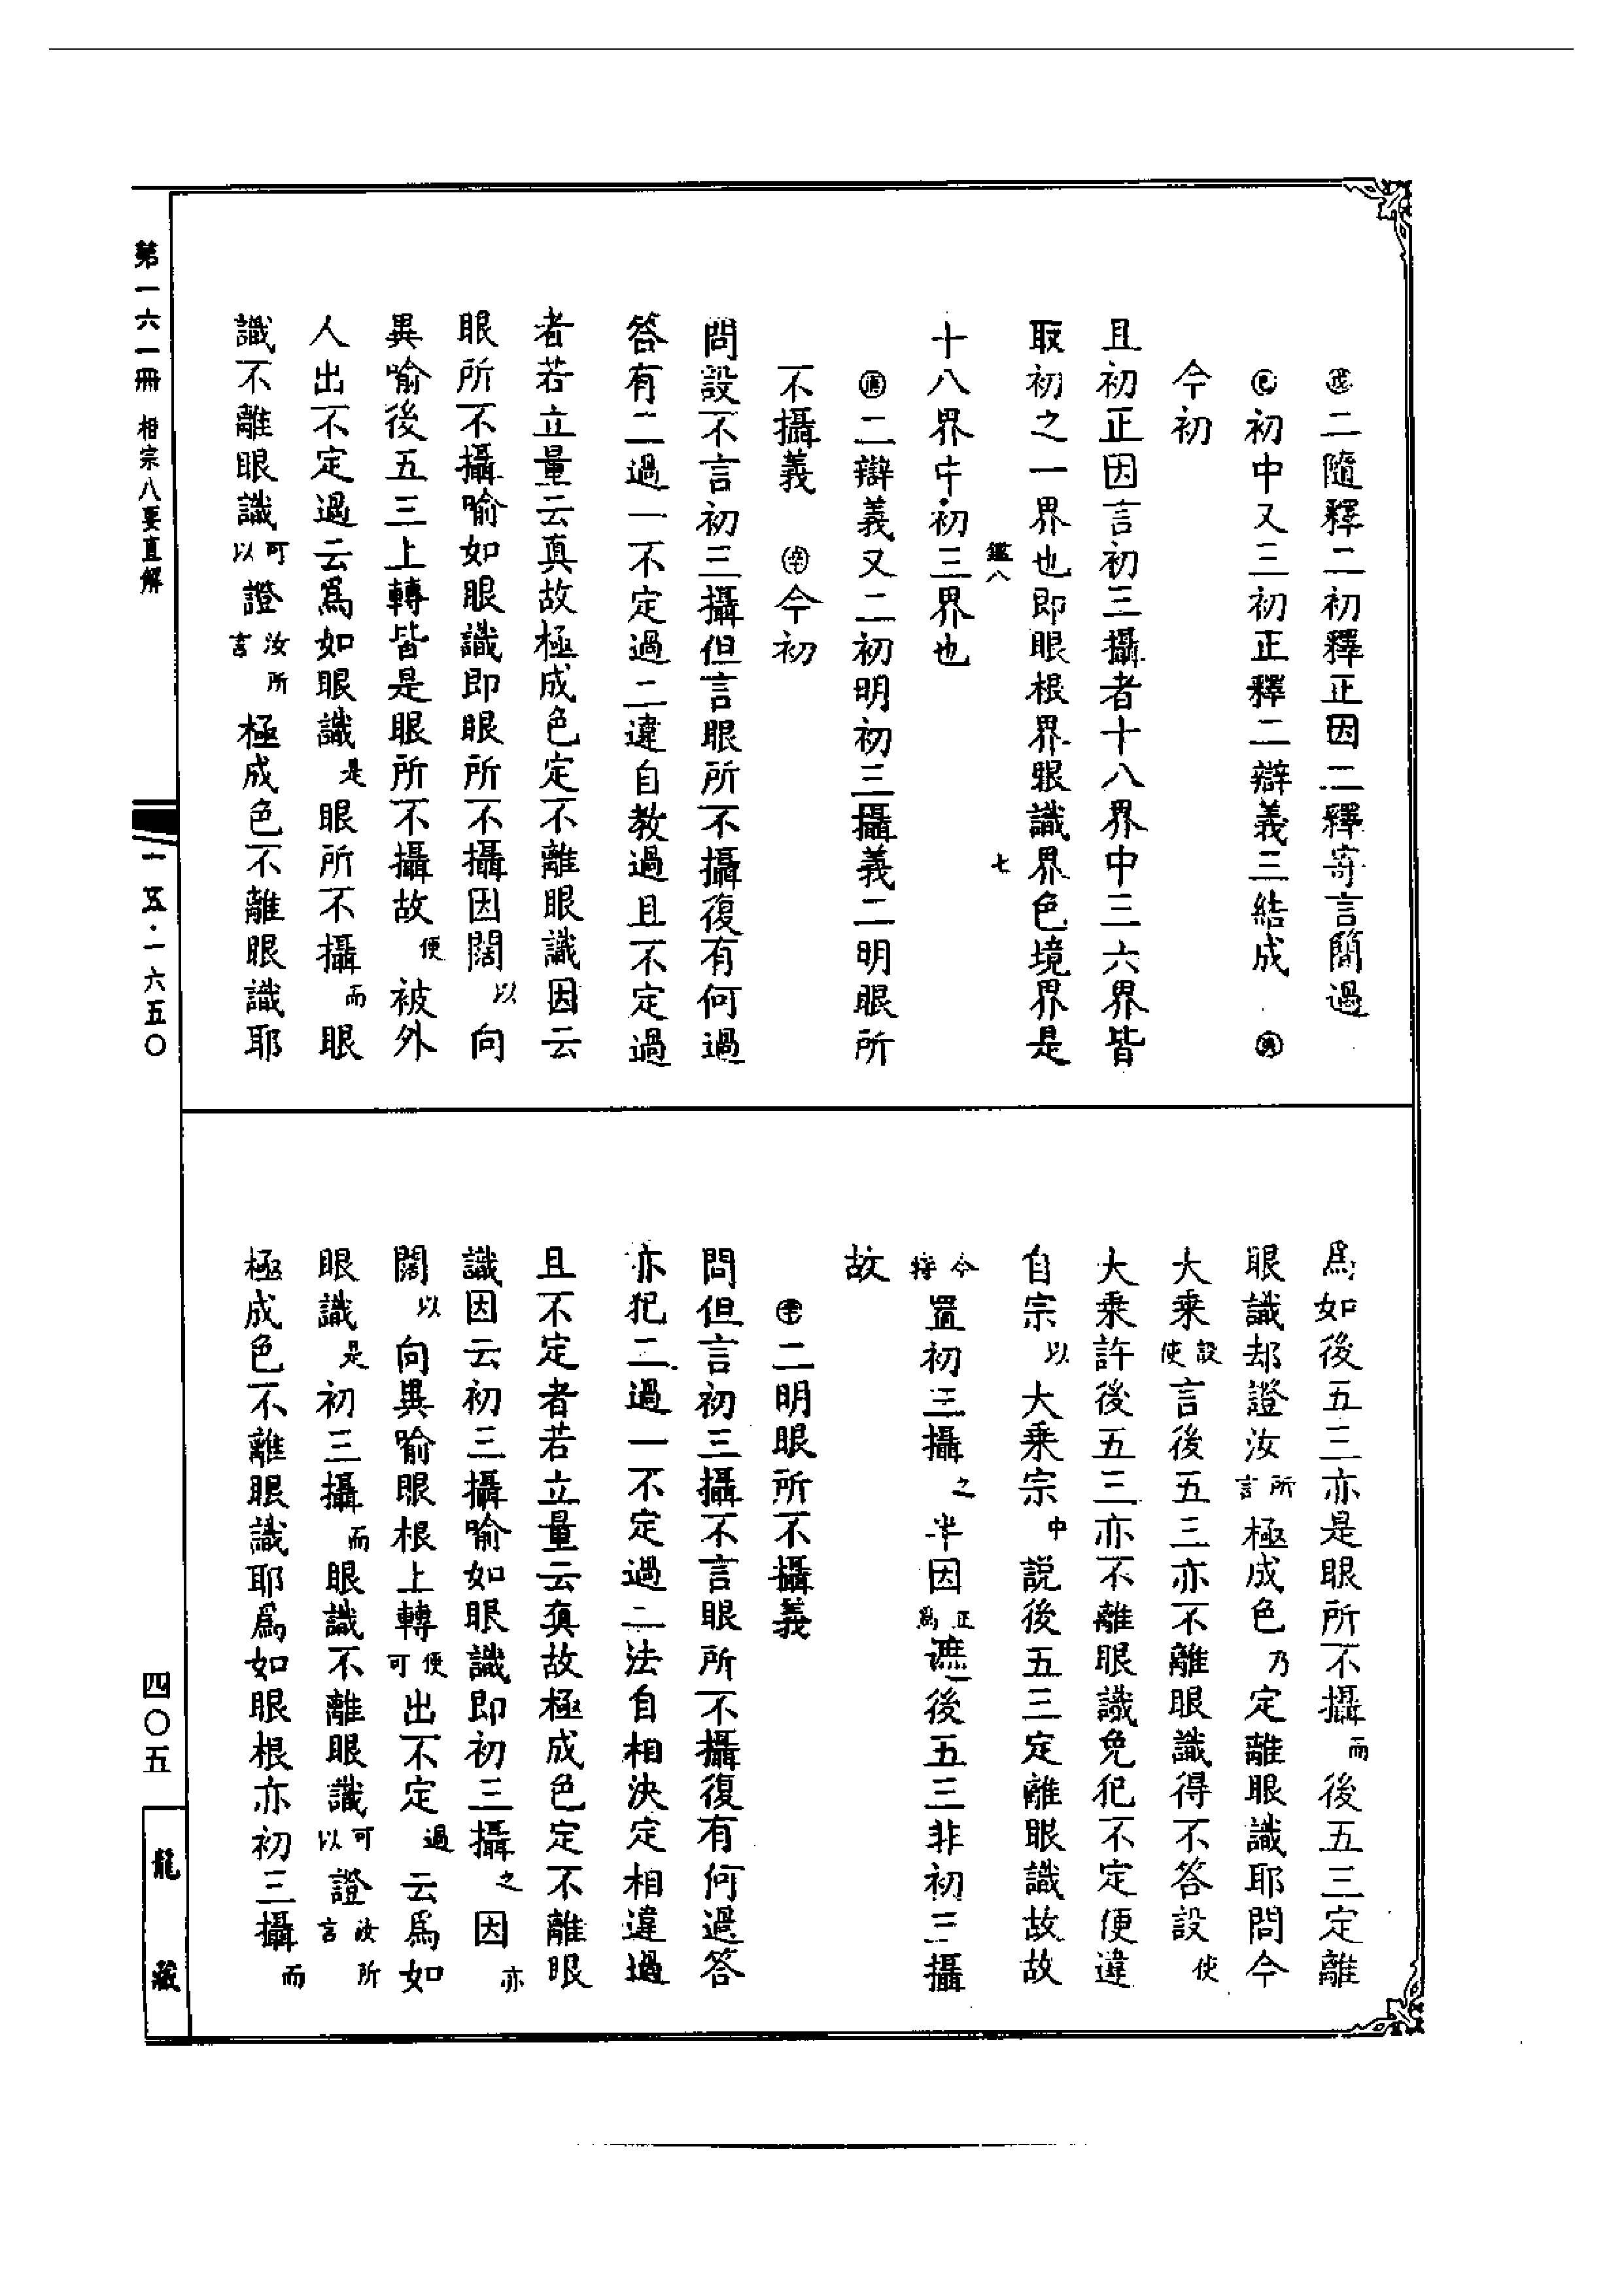 ㊅二隨釋二初釋正因二釋寄言簡過
㊁初中又三初正釋二辯義三結成　㊄
今初
且初正因言初三攝者十八界中三六界皆
取初之一界也即眼根界眼識界色境界是
鑑八　七
十八界中初三界也
二辯義又二初明初三攝義二明眼所
不攝義　㊛今初
問設不言初三攝但言眼所不攝復有何過
答有二過一不定過二違自教過且不定過
者若立量云真故極成色定不離眼識因云
眼所不攝喻如眼識即眼所不攝因闊以向
異喻後五三上轉皆是眼所不攝故便被外
人出不定過云為如眼識是眼所不攝而眼
識不離眼識可以證汝所言極成色不離眼識耶
為如後五三亦是眼所不攝而後五三定離
眼識却證汝所言極成色乃定離眼識耶問今
大乘設使言後五三亦不離眼識得不答設使
大乘許後五三亦不離眼識免犯不定便違
自宗以大乘宗中說後五三定離眼識故故
今將置初三攝之半因正為遮後五三非初三攝
故
二明眼所不攝義
問但言初三攝不言眼所不攝復有何過答
亦犯二過一不定過二法自相決定相違過
且不定者若立量云真故極成色定不離眼
識因云初三攝喻如眼識即初三攝之因亦
闊以向異喻眼根上轉便可出不定過云為如
眼識是初三攝而眼識不離眼識可以證汝所言
極成色不離眼識耶為如眼根亦初三攝而
第一六一冊　相宗八要直解
一五·一六五〇
四〇五
龍藏